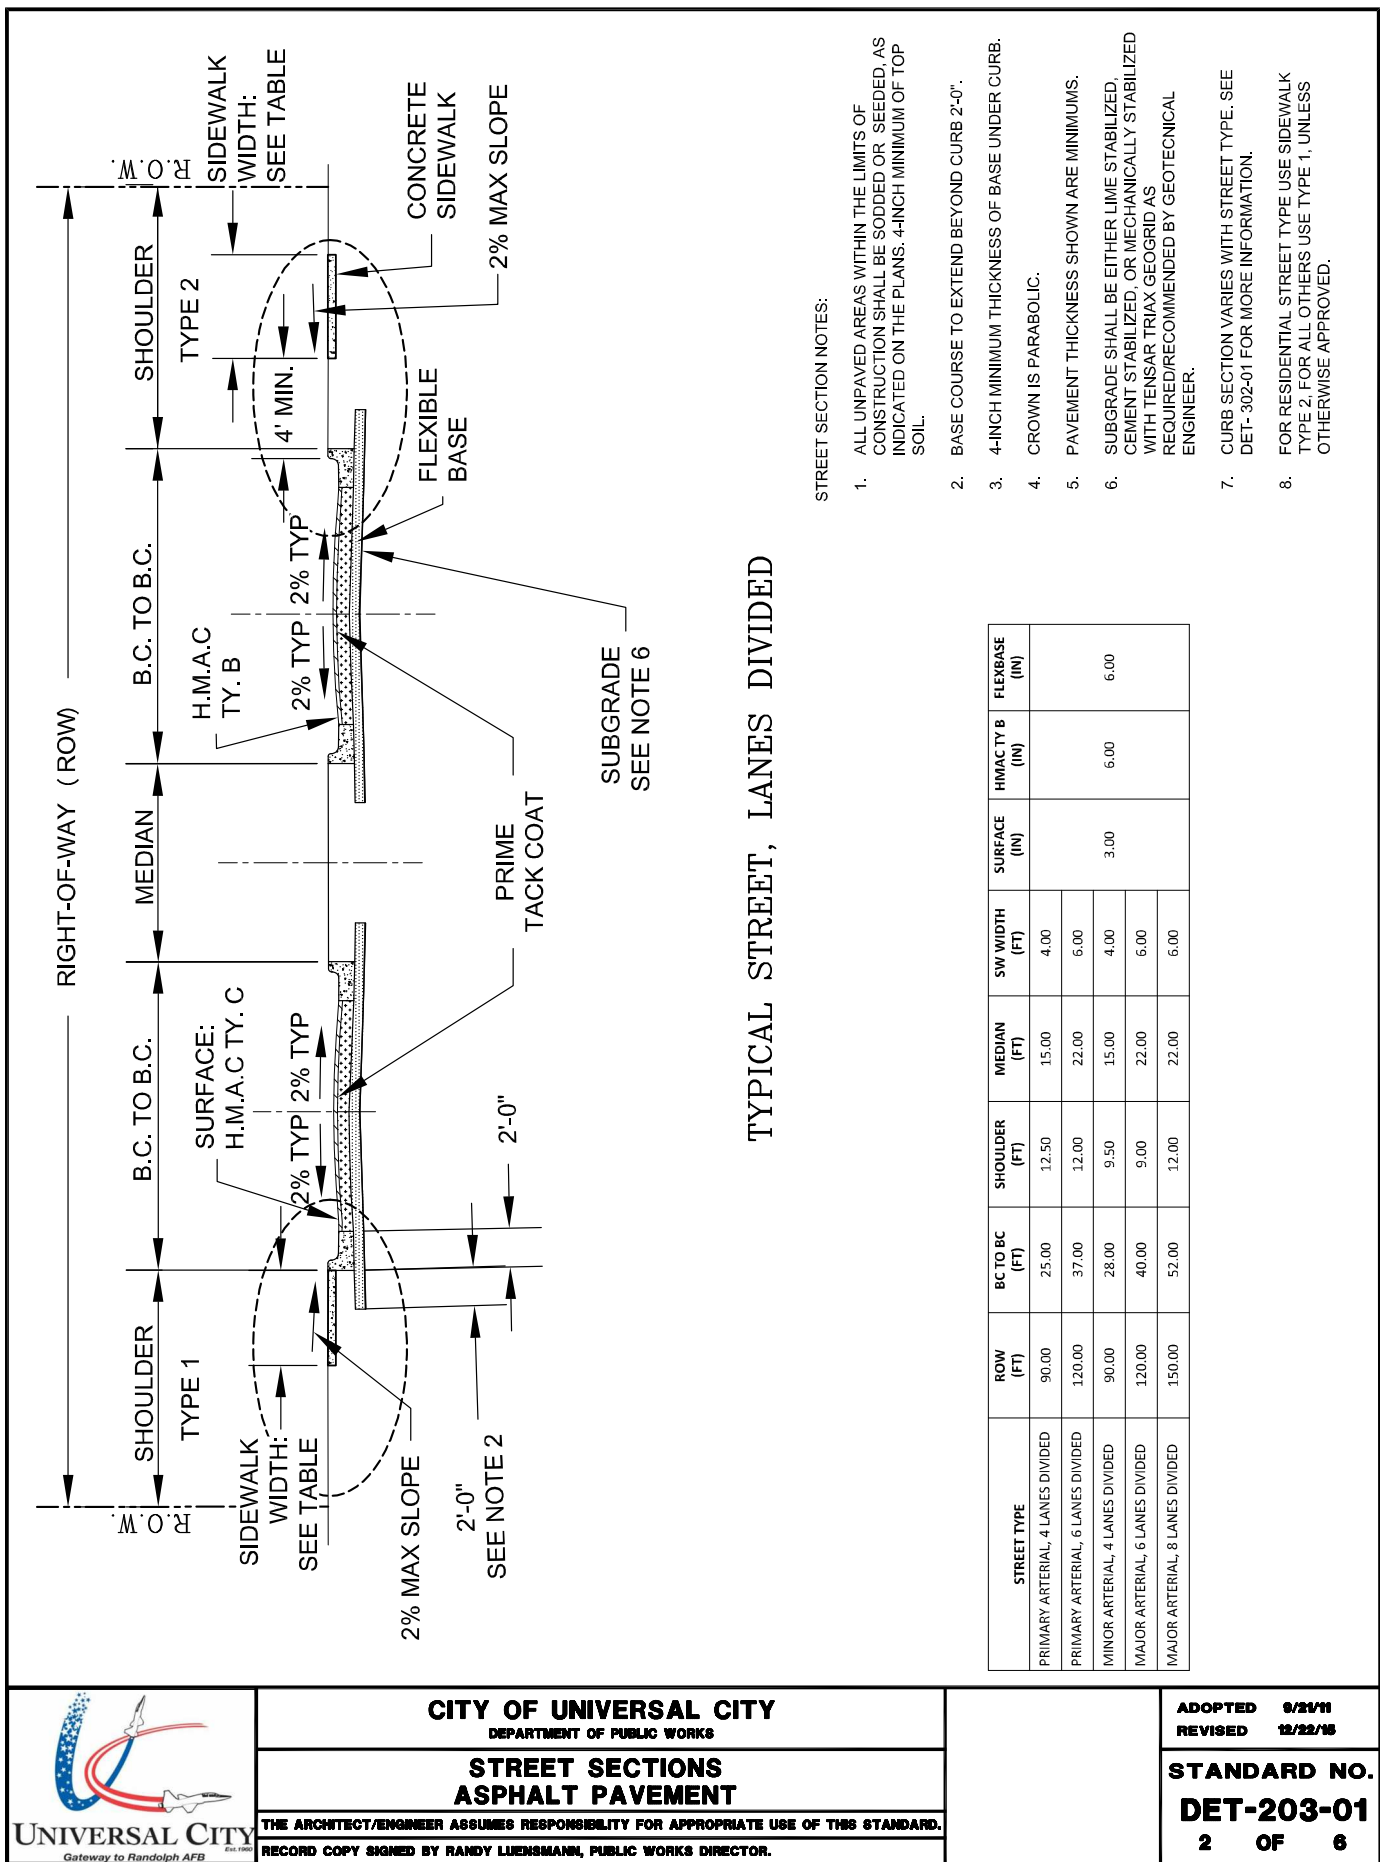 RIGHT-OF-WAY (ROW)
R.O.W.
SHOULDER
B.C. TO B.C.
MEDIAN
B.C. TO B.C.
SHOULDER
R.O.W.
TYPE 1
TYPE 2
SIDEWALK
WIDTH:
SEE TABLE
SURFACE:
H.M.A.C TY. C
2% TYP
2% TYP
H.M.A.C
TY. B
2% TYP
2% TYP
4' MIN.
SIDEWALK
WIDTH:
SEE TABLE
2% MAX SLOPE
2'-0"
SEE NOTE 2
2'-0"
PRIME
TACK COAT
SUBGRADE
SEE NOTE 6
FLEXIBLE
BASE
CONCRETE
SIDEWALK
2% MAX SLOPE
TYPICAL STREET, LANES DIVIDED
STREET TYPE ROW (FT) BC TO BC (FT) SHOULDER (FT) MEDIAN (FT) SW WIDTH (FT) SURFACE (IN) HMAC TY B (IN) FLEXBASE (IN)
PRIMARY ARTERIAL, 4 LANES DIVIDED 90.00 25.00 12.50 15.00 4.00
PRIMARY ARTERIAL, 6 LANES DIVIDED 120.00 37.00 12.00 22.00 6.00
MINOR ARTERIAL, 4 LANES DIVIDED 90.00 28.00 9.50 15.00 4.00 3.00 6.00 6.00
MAJOR ARTERIAL, 6 LANES DIVIDED 120.00 40.00 9.00 22.00 6.00
MAJOR ARTERIAL, 8 LANES DIVIDED 150.00 52.00 12.00 22.00 6.00
STREET SECTION NOTES:
1. ALL UNPAVED AREAS WITHIN THE LIMITS OF
CONSTRUCTION SHALL BE SODDED OR SEEDED, AS
INDICATED ON THE PLANS. 4-INCH MINIMUM OF TOP
SOIL.
2. BASE COURSE TO EXTEND BEYOND CURB 2'-0".
3. 4-INCH MINIMUM THICKNESS OF BASE UNDER CURB.
4. CROWN IS PARABOLIC.
5. PAVEMENT THICKNESS SHOWN ARE MINIMUMS.
6. SUBGRADE SHALL BE EITHER LIME STABILIZED,
CEMENT STABILIZED, OR MECHANICALLY STABILIZED
WITH TENSAR TRIAX GEOGRID AS
REQUIRED/RECOMMENDED BY GEOTECNICAL
ENGINEER.
7. CURB SECTION VARIES WITH STREET TYPE. SEE
DET- 302-01 FOR MORE INFORMATION.
8. FOR RESIDENTIAL STREET TYPE USE SIDEWALK
TYPE 2, FOR ALL OTHERS USE TYPE 1, UNLESS
OTHERWISE APPROVED.
UNIVERSAL CITY
Est. 1960
Gateway to Randolph AFB
CITY OF UNIVERSAL CITY
DEPARTMENT OF PUBLIC WORKS
STREET SECTIONS
ASPHALT PAVEMENT
THE ARCHITECT/ENGINEER ASSUMES RESPONSIBILITY FOR APPROPRIATE USE OF THIS STANDARD.
RECORD COPY SIGNED BY RANDY LUENSMANN, PUBLIC WORKS DIRECTOR.
ADOPTED 9/21/11
REVISED 12/22/15
STANDARD NO.
DET-203-01
2 OF 6